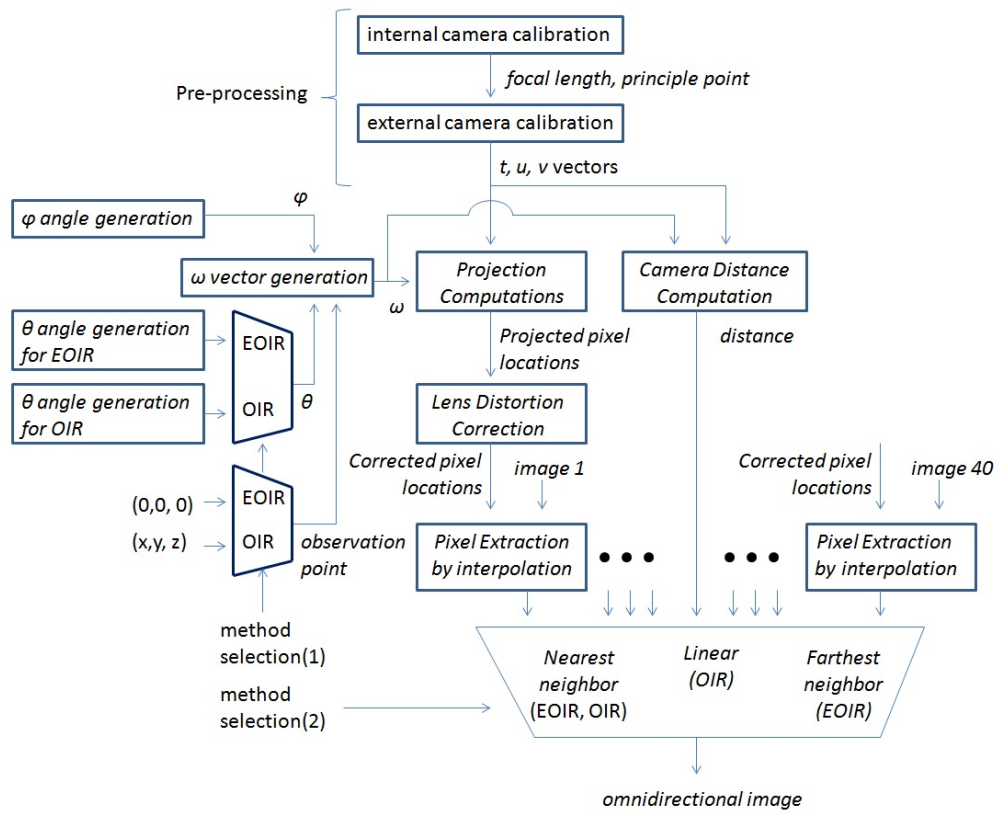 internal camera calibration
focal length, principle point
Pre-processing
external camera calibration
t, u, v vectors
φ
φ angle generation
ω vector generation
ω
Projection
Computations
Camera Distance
Computation
θ angle generation
for EOIR
EOIR
Projected pixel
locations
distance
θ angle generation
for OIR
OIR
θ
Lens Distortion
Correction
Corrected pixel
locations
image 1
Corrected pixel
locations
image 40
(0,0, 0)
EOIR
(x,y, z)
OIR
observation
point
Pixel Extraction
by interpolation
Pixel Extraction
by interpolation
method
selection(1)
method
selection(2)
Nearest
neighbor
(EOIR, OIR)
Linear
(OIR)
Farthest
neighbor
(EOIR)
omnidirectional image